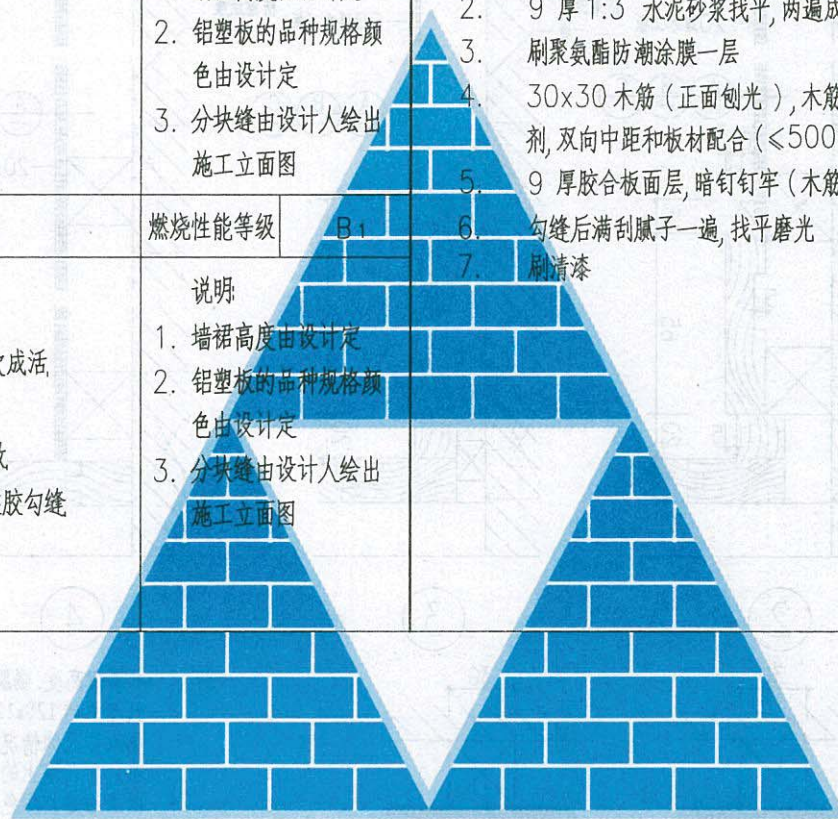 2. 铝塑板的品种规格颜
色由设计定
3. 分块缝由设计人绘出
施工立面图
燃烧性能等级 B1
说明:
1. 墙裙高度由设计定
2. 铝塑板的品种规格颜
色由设计定
3. 分块缝由设计人绘出
施工立面图
成活,
胶勾缝
2. 9 厚 1:3 水泥砂浆找平, 两遍成
3. 刷聚氨酯防潮涂膜一层
4. 30x30 木筋 ( 正面刨光 ), 木筋
剂, 双向中距和板材配合 (≤500
5. 9 厚胶合板面层, 暗钉钉牢 ( 木筋
6. 勾缝后满刮腻子一遍, 找平磨光
7. 刷清漆
4
3
2